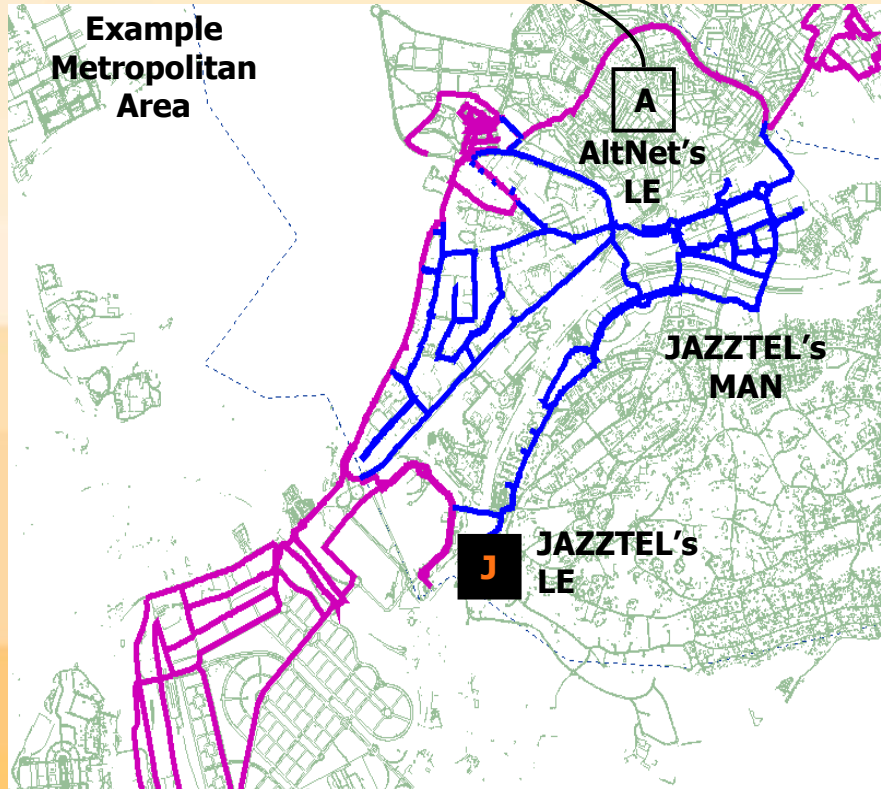 Example
Metropolitan
Area
A
AltNet's
LE
JAZZTEL's
MAN
J
JAZZTEL's
LE